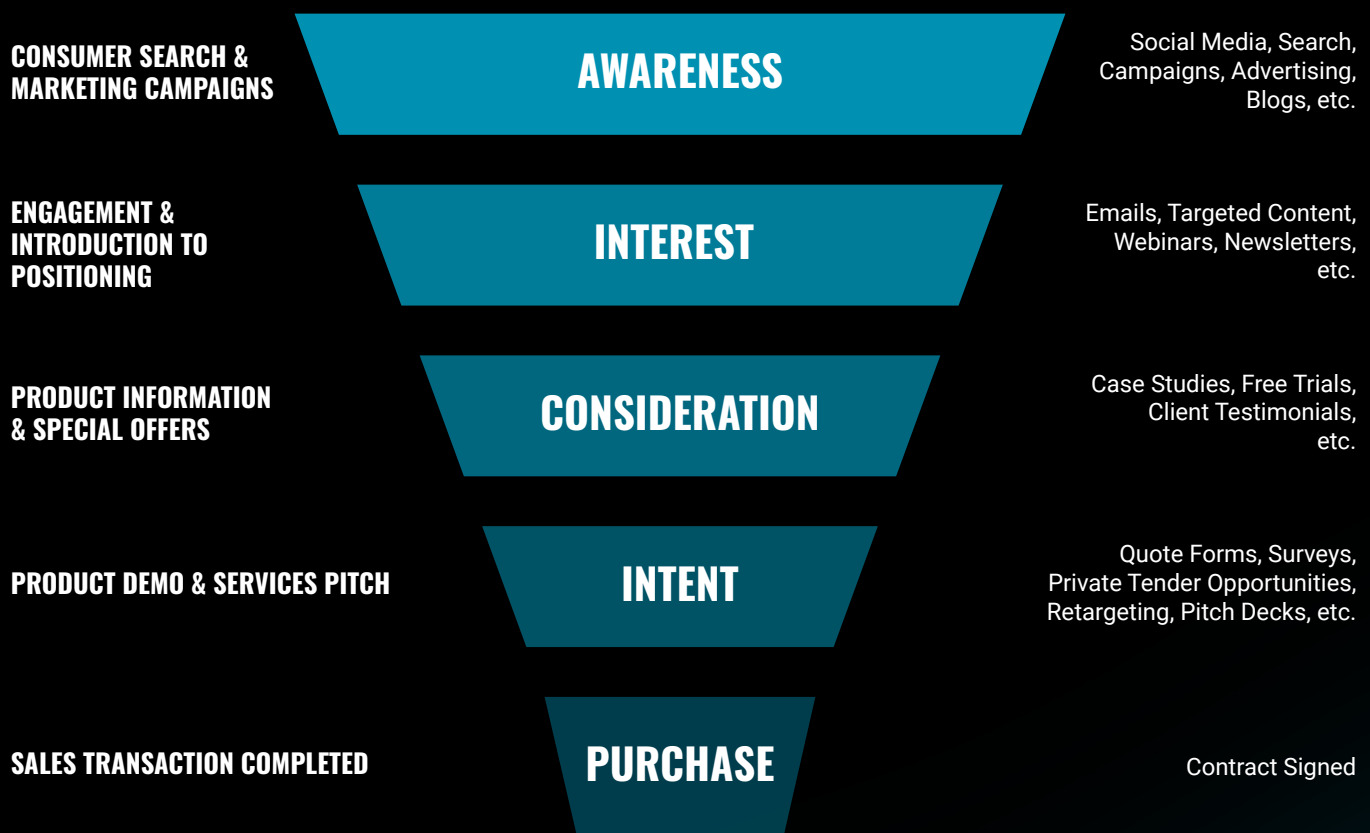 CONSUMER SEARCH &
MARKETING CAMPAIGNS
AWARENESS
Social Media, Search,
Campaigns, Advertising,
Blogs, etc.
ENGAGEMENT &
INTRODUCTION TO
POSITIONING
INTEREST
Emails, Targeted Content,
Webinars, Newsletters,
etc.
PRODUCT INFORMATION
& SPECIAL OFFERS
CONSIDERATION
Case Studies, Free Trials,
Client Testimonials,
etc.
PRODUCT DEMO & SERVICES PITCH
INTENT
Quote Forms, Surveys,
Private Tender Opportunities,
Retargeting, Pitch Decks, etc.
SALES TRANSACTION COMPLETED
PURCHASE
Contract Signed